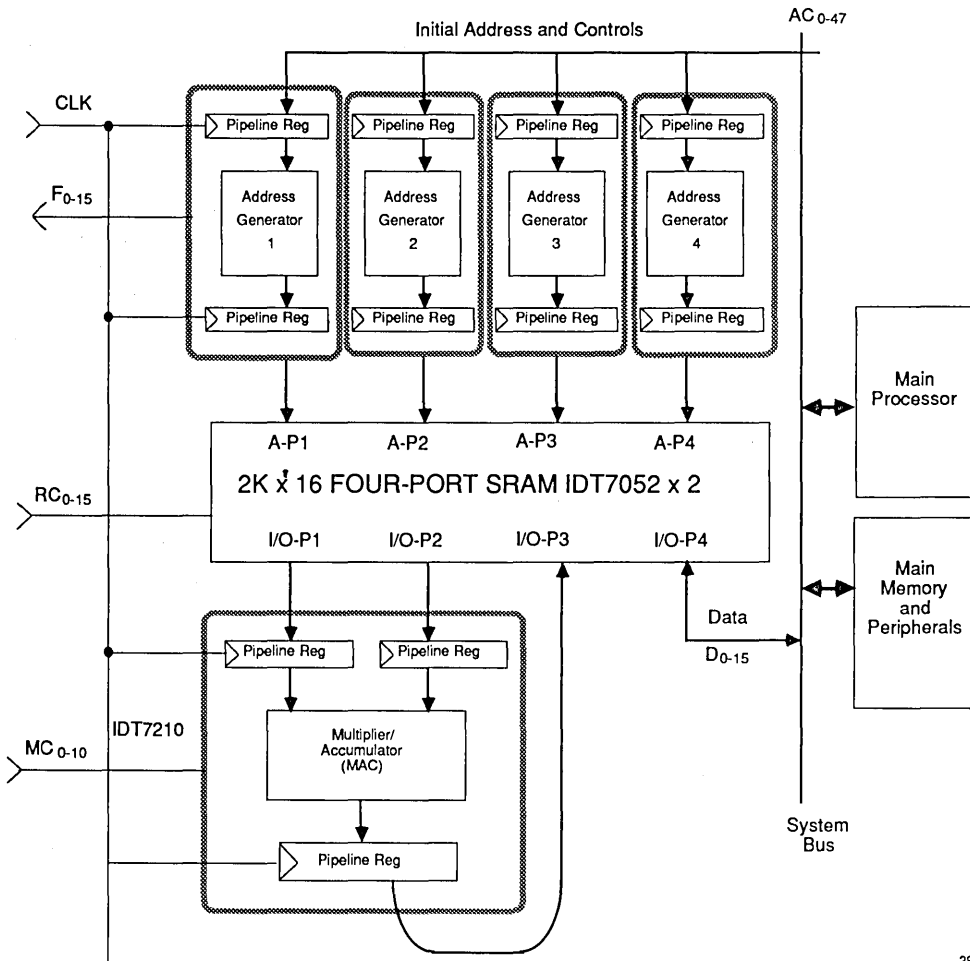 AC 0-47
Initial Address and Controls
CLK
Pipeline Reg
Pipeline Reg
Pipeline Reg
Pipeline Reg
F 0-15
Address Generator 1
Address Generator 2
Address Generator 3
Address Generator 4
Pipeline Reg
Pipeline Reg
Pipeline Reg
Pipeline Reg
Main
Processor
A-P1
A-P2
A-P3
A-P4
2K x 16 FOUR-PORT SRAM IDT7052 x 2
RC 0-15
I/O-P1
I/O-P2
I/O-P3
I/O-P4
Main
Memory
and
Peripherals
Data
D 0-15
Pipeline Reg
Pipeline Reg
IDT7210
MC 0-10
Multiplier/
Accumulator
(MAC)
System
Bus
Pipeline Reg